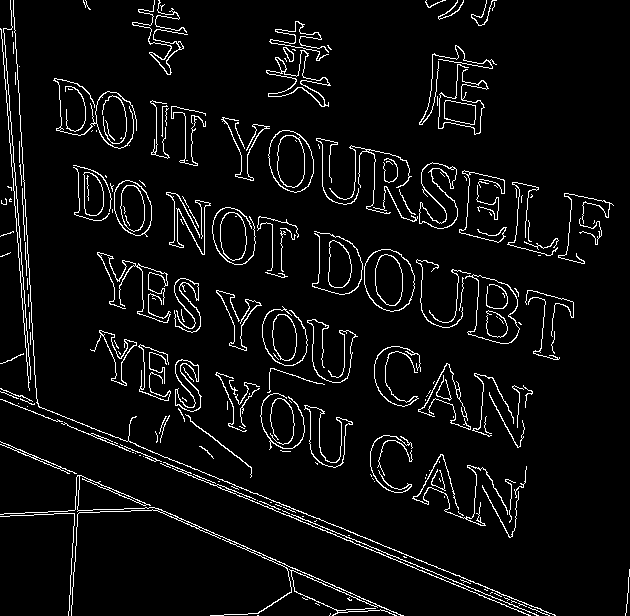 专卖店
DO IT YOURSELF
DO NOT DOUBT
YES YOU CAN
YES YOU CAN